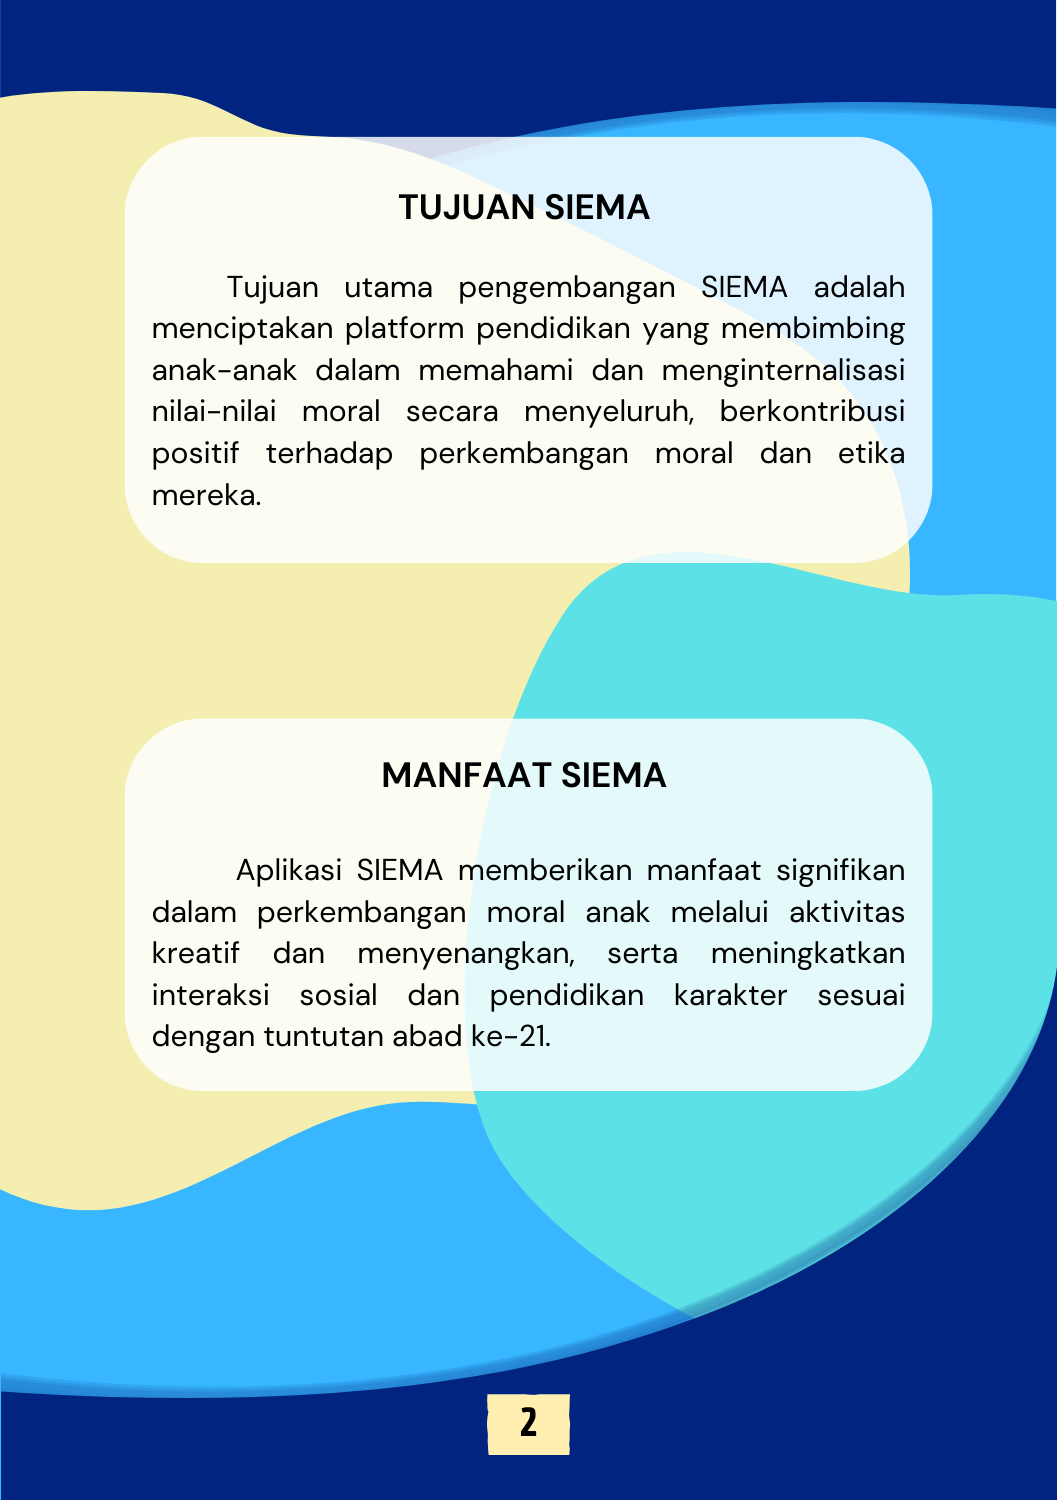 TUJUAN SIEMA
Tujuan utama pengembangan SIEMA adalah
menciptakan platform pendidikan yang membimbing
anak-anak dalam memahami dan menginternalisasi
nilai-nilai moral secara menyeluruh, berkontribusi
positif terhadap perkembangan moral dan etika
mereka.
MANFAAT SIEMA
Aplikasi SIEMA memberikan manfaat signifikan
dalam perkembangan moral anak melalui aktivitas
kreatif dan menyenangkan, serta meningkatkan
interaksi sosial dan pendidikan karakter sesuai
dengan tuntutan abad ke-21.
2